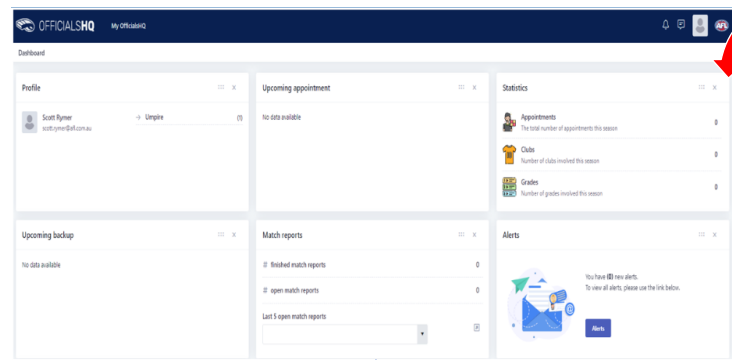 OFFICIALSHQ
My OfficialsHQ
AFL
Dashboard
Profile
Scott Rymer
scott.rymer@afl.com.au
Umpire
(1)
Upcoming appointment
No data available
Statistics
Appointments
The total number of appointments this season
0
Clubs
Number of clubs involved this season
0
Grades
Number of grades involved this season
0
Upcoming backup
No data available
Match reports
# finished match reports
0
# open match reports
0
Last 5 open match reports
Alerts
You have (0) new alerts.
To view all alerts, please use the link below.
Alerts